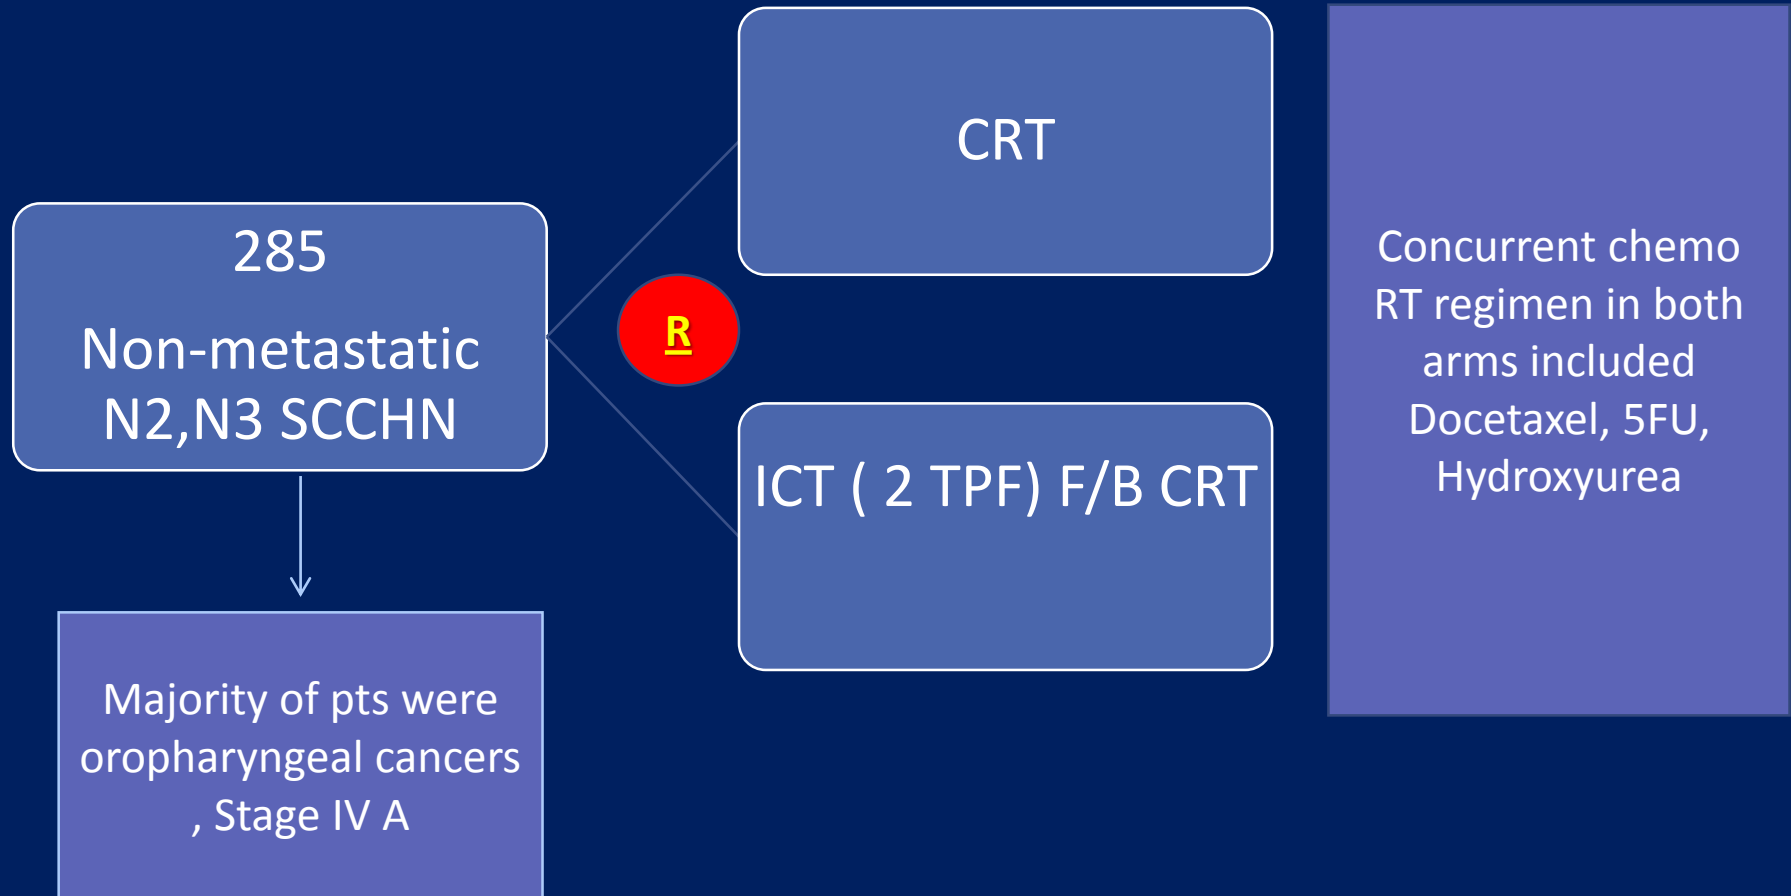 285
Non-metastatic
N2,N3 SCCHN
Majority of pts were
oropharyngeal cancers
, Stage IV A
R
CRT
ICT ( 2 TPF) F/B CRT
Concurrent chemo
RT regimen in both
arms included
Docetaxel, 5FU,
Hydroxyurea